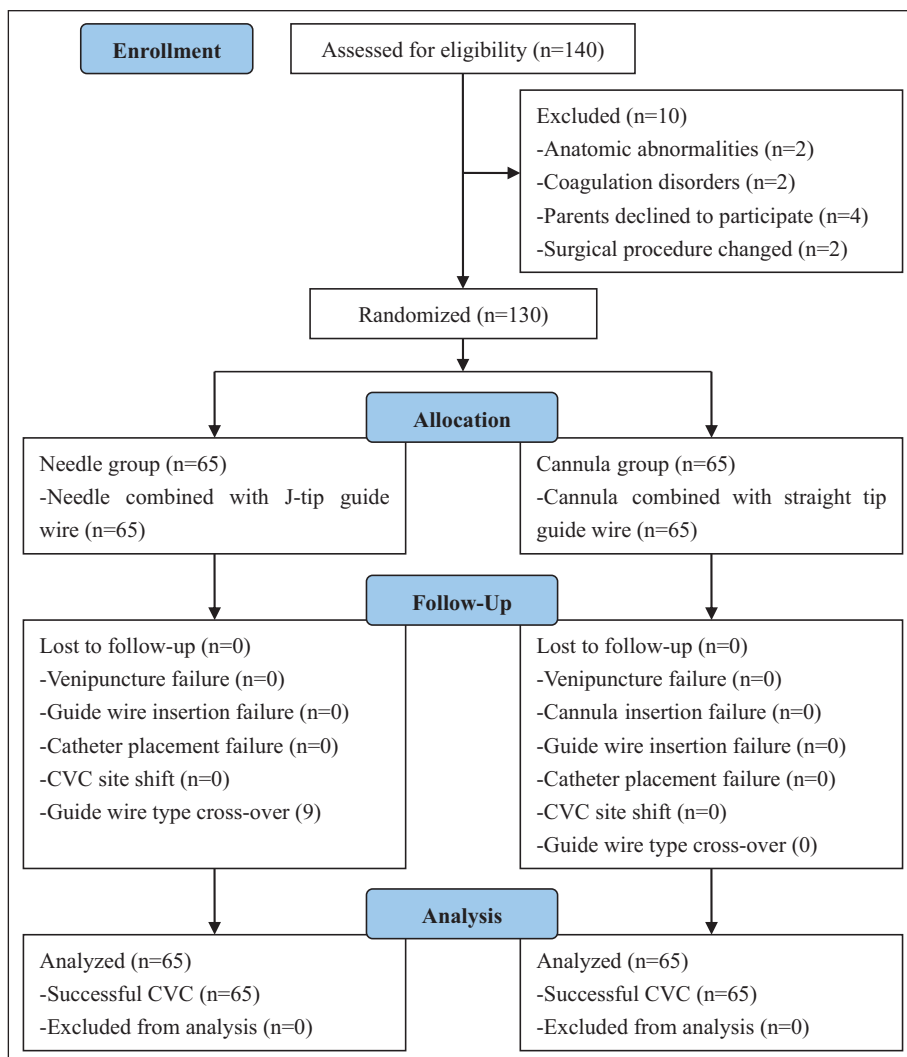 Enrollment
Assessed for eligibility (n=140)
Excluded (n=10)
-Anatomic abnormalities (n=2)
-Coagulation disorders (n=2)
-Parents declined to participate (n=4)
-Surgical procedure changed (n=2)
Randomized (n=130)
Allocation
Needle group (n=65)
-Needle combined with J-tip guide
wire (n=65)
Cannula group (n=65)
-Cannula combined with straight tip
guide wire (n=65)
Follow-Up
Lost to follow-up (n=0)
-Venipuncture failure (n=0)
-Guide wire insertion failure (n=0)
-Catheter placement failure (n=0)
-CVC site shift (n=0)
-Guide wire type cross-over (9)
Lost to follow-up (n=0)
-Venipuncture failure (n=0)
-Cannula insertion failure (n=0)
-Guide wire insertion failure (n=0)
-Catheter placement failure (n=0)
-CVC site shift (n=0)
-Guide wire type cross-over (0)
Analysis
Analyzed (n=65)
-Successful CVC (n=65)
-Excluded from analysis (n=0)
Analyzed (n=65)
-Successful CVC (n=65)
-Excluded from analysis (n=0)